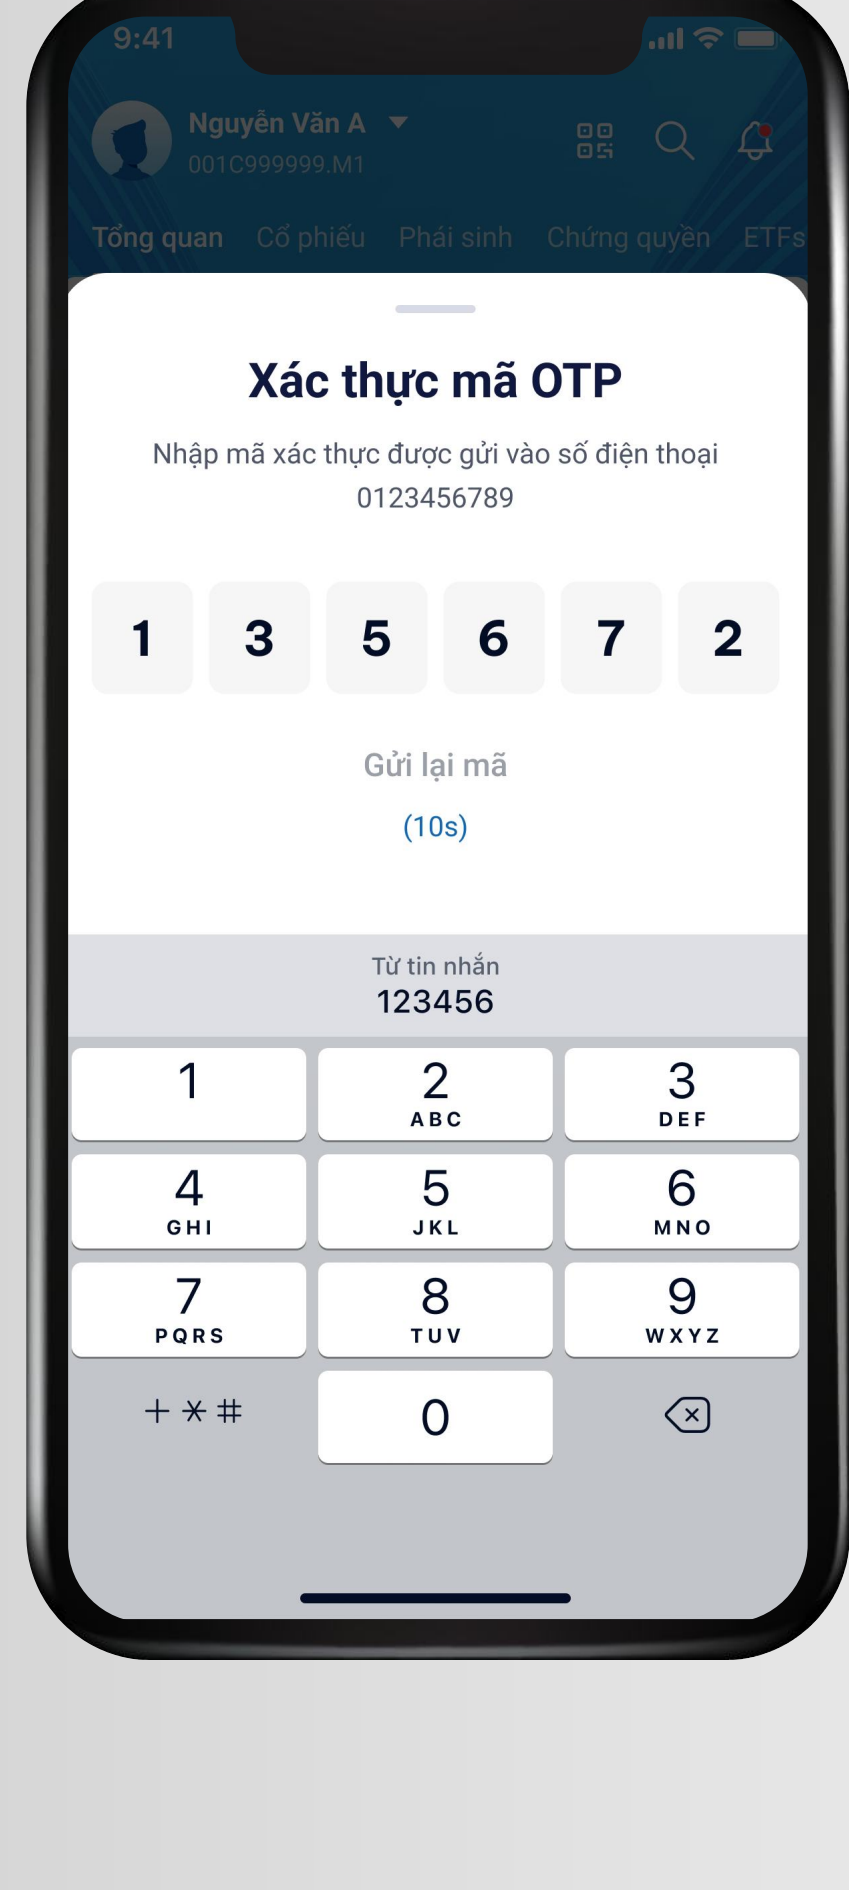 9:41
Nguyễn Văn A
001C999999.M1
Tổng quan Cổ phiếu Phái sinh Chứng quyền ETFs
Xác thực mã OTP
Nhập mã xác thực được gửi vào số điện thoại
0123456789
1 3 5 6 7 2
Gửi lại mã
(10s)
Từ tin nhắn
123456
1 2 3
ABC DEF
4 5 6
GHI JKL MNO
7 8 9
PQRS TUV WXYZ
+*# 0